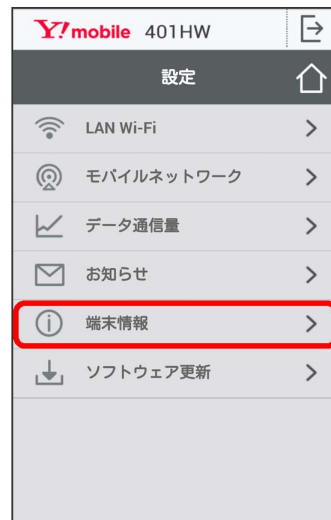 Y! mobile 401HW
設定
LAN Wi-Fi
モバイルネットワーク
データ通信量
お知らせ
端末情報
ソフトウェア更新